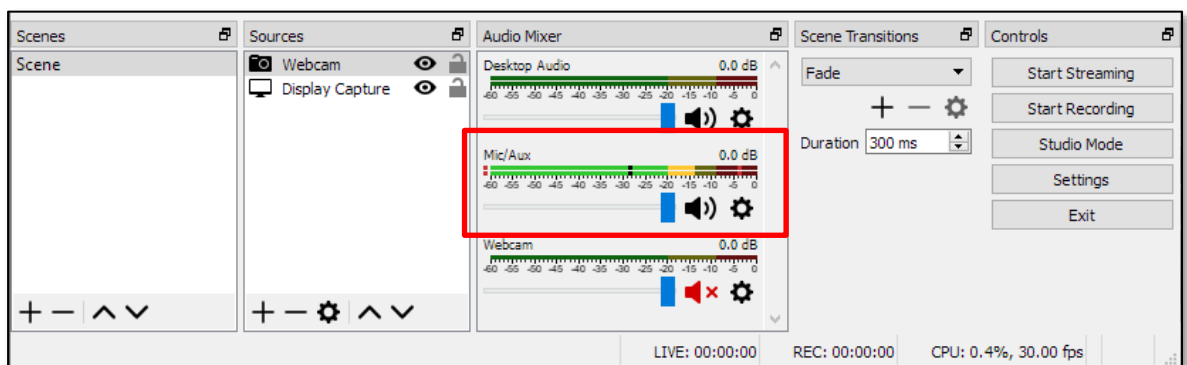 Scenes
Scene
Sources
Webcam
Display Capture
Audio Mixer
Desktop Audio 0.0 dB
-60 -55 -50 -45 -40 -35 -30 -25 -20 -15 -10 -5 0
Mic/Aux 0.0 dB
-60 -55 -50 -45 -40 -35 -30 -25 -20 -15 -10 -5 0
Webcam 0.0 dB
-60 -55 -50 -45 -40 -35 -30 -25 -20 -15 -10 -5 0
Scene Transitions
Fade
Duration 300 ms
Controls
Start Streaming
Start Recording
Studio Mode
Settings
Exit
LIVE: 00:00:00 REC: 00:00:00 CPU: 0.4%, 30.00 fps